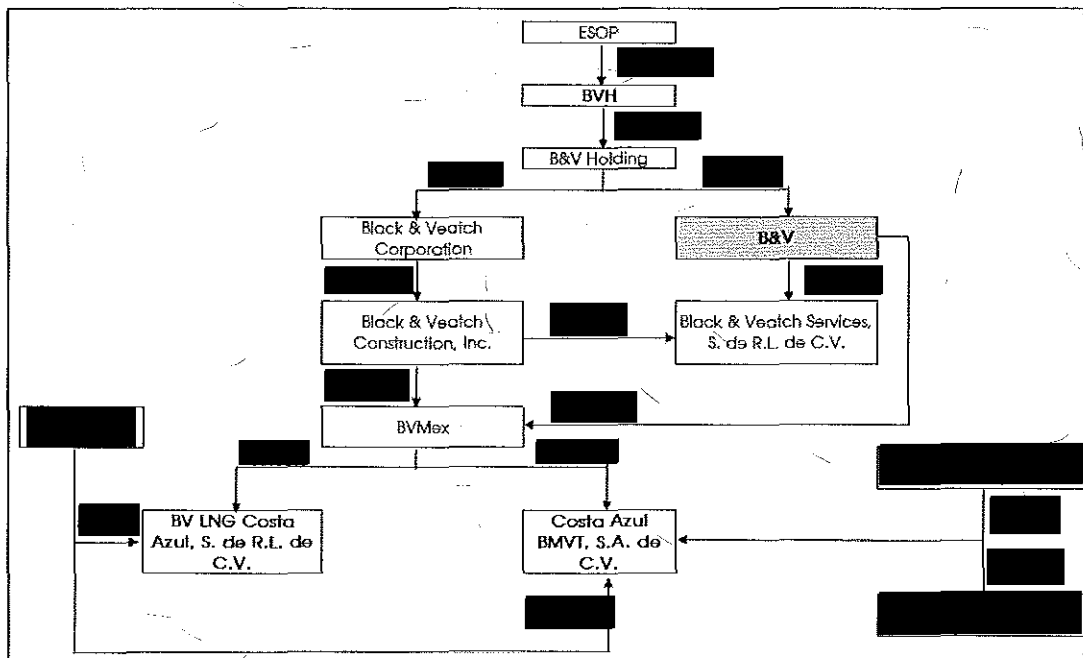 ESOP
BVH
B&V Holding
Black & Veatch
Corporation
B&V
Black & Veatch
Construction, Inc.
Black & Veatch Services,
S. de R.L. de C.V.
BVMex
BV LNG Costa
Azul, S. de R.L. de
C.V.
Costa Azul
BMVT, S.A. de
C.V.